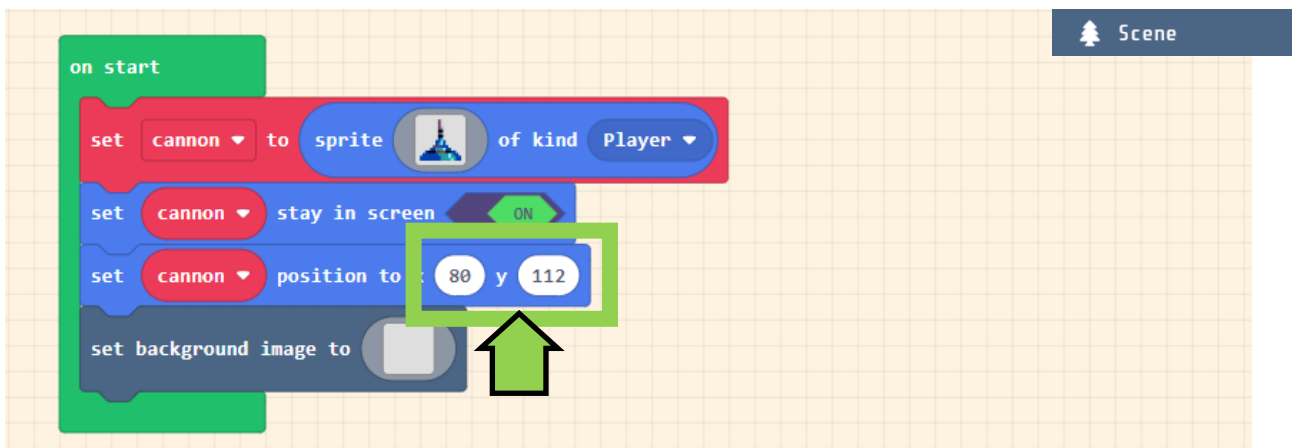 Scene
on start
set cannon to sprite of kind Player
set cannon stay in screen ON
set cannon position to x 80 y 112
set background image to